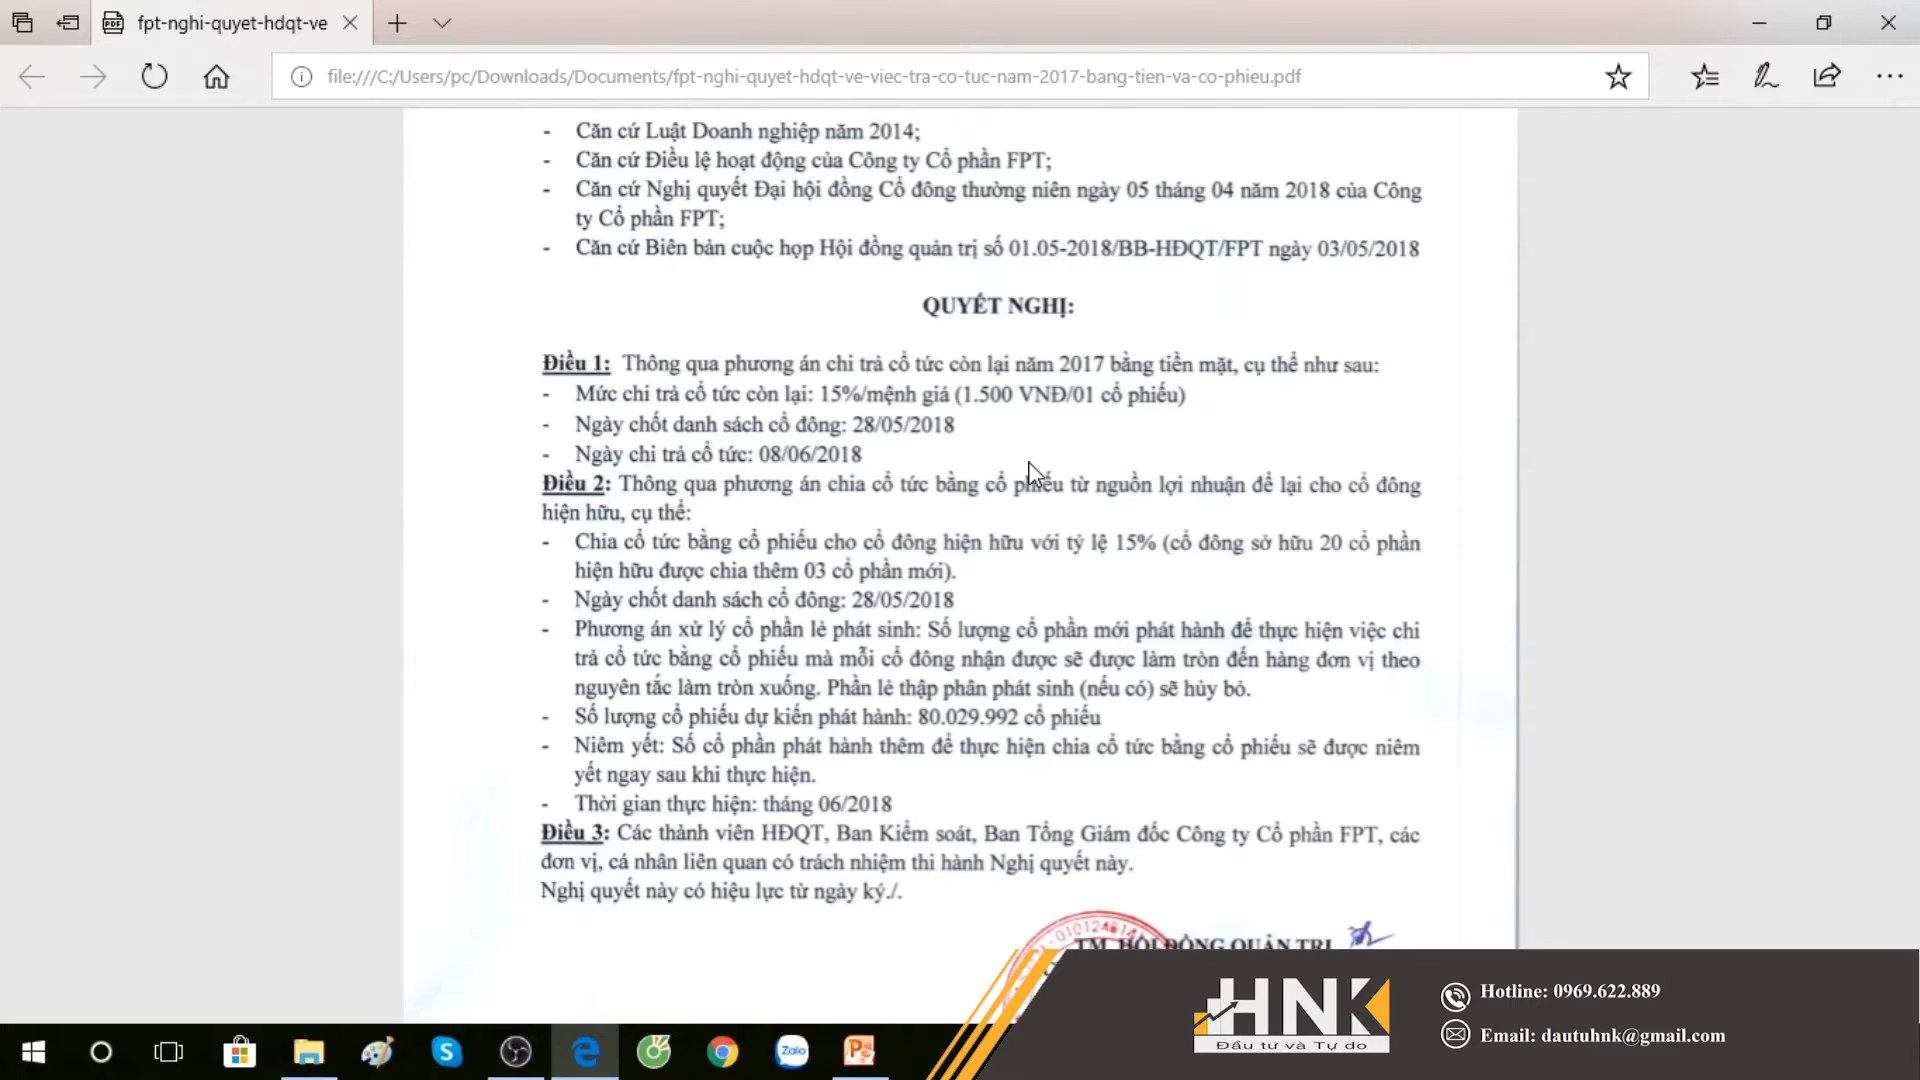 fpt-nghi-quyet-hdqt-ve
file:///C:/Users/pc/Downloads/Documents/fpt-nghi-quyet-hdqt-ve-viec-tra-co-tuc-nam-2017-bang-tien-va-co-phieu.pdf
- Căn cứ Luật Doanh nghiệp năm 2014;
- Căn cứ Điều lệ hoạt động của Công ty Cổ phần FPT;
- Căn cứ Nghị quyết Đại hội đồng Cổ đông thường niên ngày 05 tháng 04 năm 2018 của Công
ty Cổ phần FPT;
- Căn cứ Biên bản cuộc họp Hội đồng quản trị số 01.05-2018/BB-HĐQT/FPT ngày 03/05/2018
QUYẾT NGHỊ:
Điều 1: Thông qua phương án chi trả cổ tức còn lại năm 2017 bằng tiền mặt, cụ thể như sau:
- Mức chi trả cổ tức còn lại: 15%/mệnh giá (1.500 VNĐ/01 cổ phiếu)
- Ngày chốt danh sách cổ đông: 28/05/2018
- Ngày chi trả cổ tức: 08/06/2018
Điều 2: Thông qua phương án chia cổ tức bằng cổ phiếu từ nguồn lợi nhuận để lại cho cổ đông
hiện hữu, cụ thể:
- Chia cổ tức bằng cổ phiếu cho cổ đông hiện hữu với tỷ lệ 15% (cổ đông sở hữu 20 cổ phần
hiện hữu được chia thêm 03 cổ phần mới).
- Ngày chốt danh sách cổ đông: 28/05/2018
- Phương án xử lý cổ phần lẻ phát sinh: Số lượng cổ phần mới phát hành để thực hiện việc chi
trả cổ tức bằng cổ phiếu mà mỗi cổ đông nhận được sẽ được làm tròn đến hàng đơn vị theo
nguyên tắc làm tròn xuống. Phần lẻ thập phân phát sinh (nếu có) sẽ hủy bỏ.
- Số lượng cổ phiếu dự kiến phát hành: 80.029.992 cổ phiếu
- Niêm yết: Số cổ phần phát hành thêm để thực hiện chia cổ tức bằng cổ phiếu sẽ được niêm
yết ngay sau khi thực hiện.
- Thời gian thực hiện: tháng 06/2018
Điều 3: Các thành viên HĐQT, Ban Kiểm soát, Ban Tổng Giám đốc Công ty Cổ phần FPT, các
đơn vị, cá nhân liên quan có trách nhiệm thi hành Nghị quyết này.
Nghị quyết này có hiệu lực từ ngày ký./.
TM. HỘI ĐỒNG QUẢN TRỊ
HNK
Đầu tư và Tự do
Hotline: 0969.622.889
Email: dautuhnk@gmail.com
Zalo